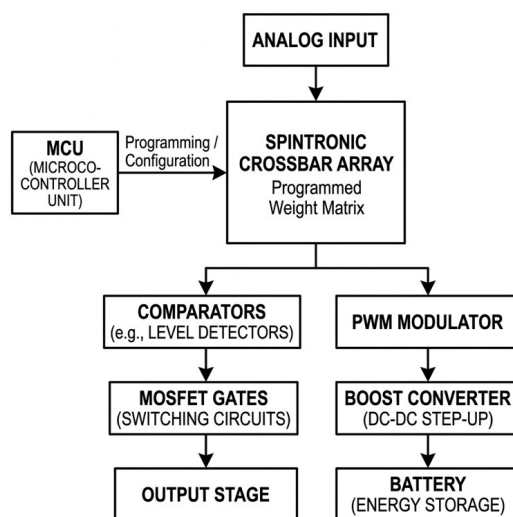 ANALOG INPUT
MCU
(MICROCO-
CONTROLLER
UNIT)
Programming /
Configuration
SPINTRONIC
CROSSBAR ARRAY
Programmed
Weight Matrix
COMPARATORS
(e.g., LEVEL DETECTORS)
PWM MODULATOR
MOSFET GATES
(SWITCHING CIRCUITS)
BOOST CONVERTER
(DC-DC STEP-UP)
OUTPUT STAGE
BATTERY
(ENERGY STORAGE)